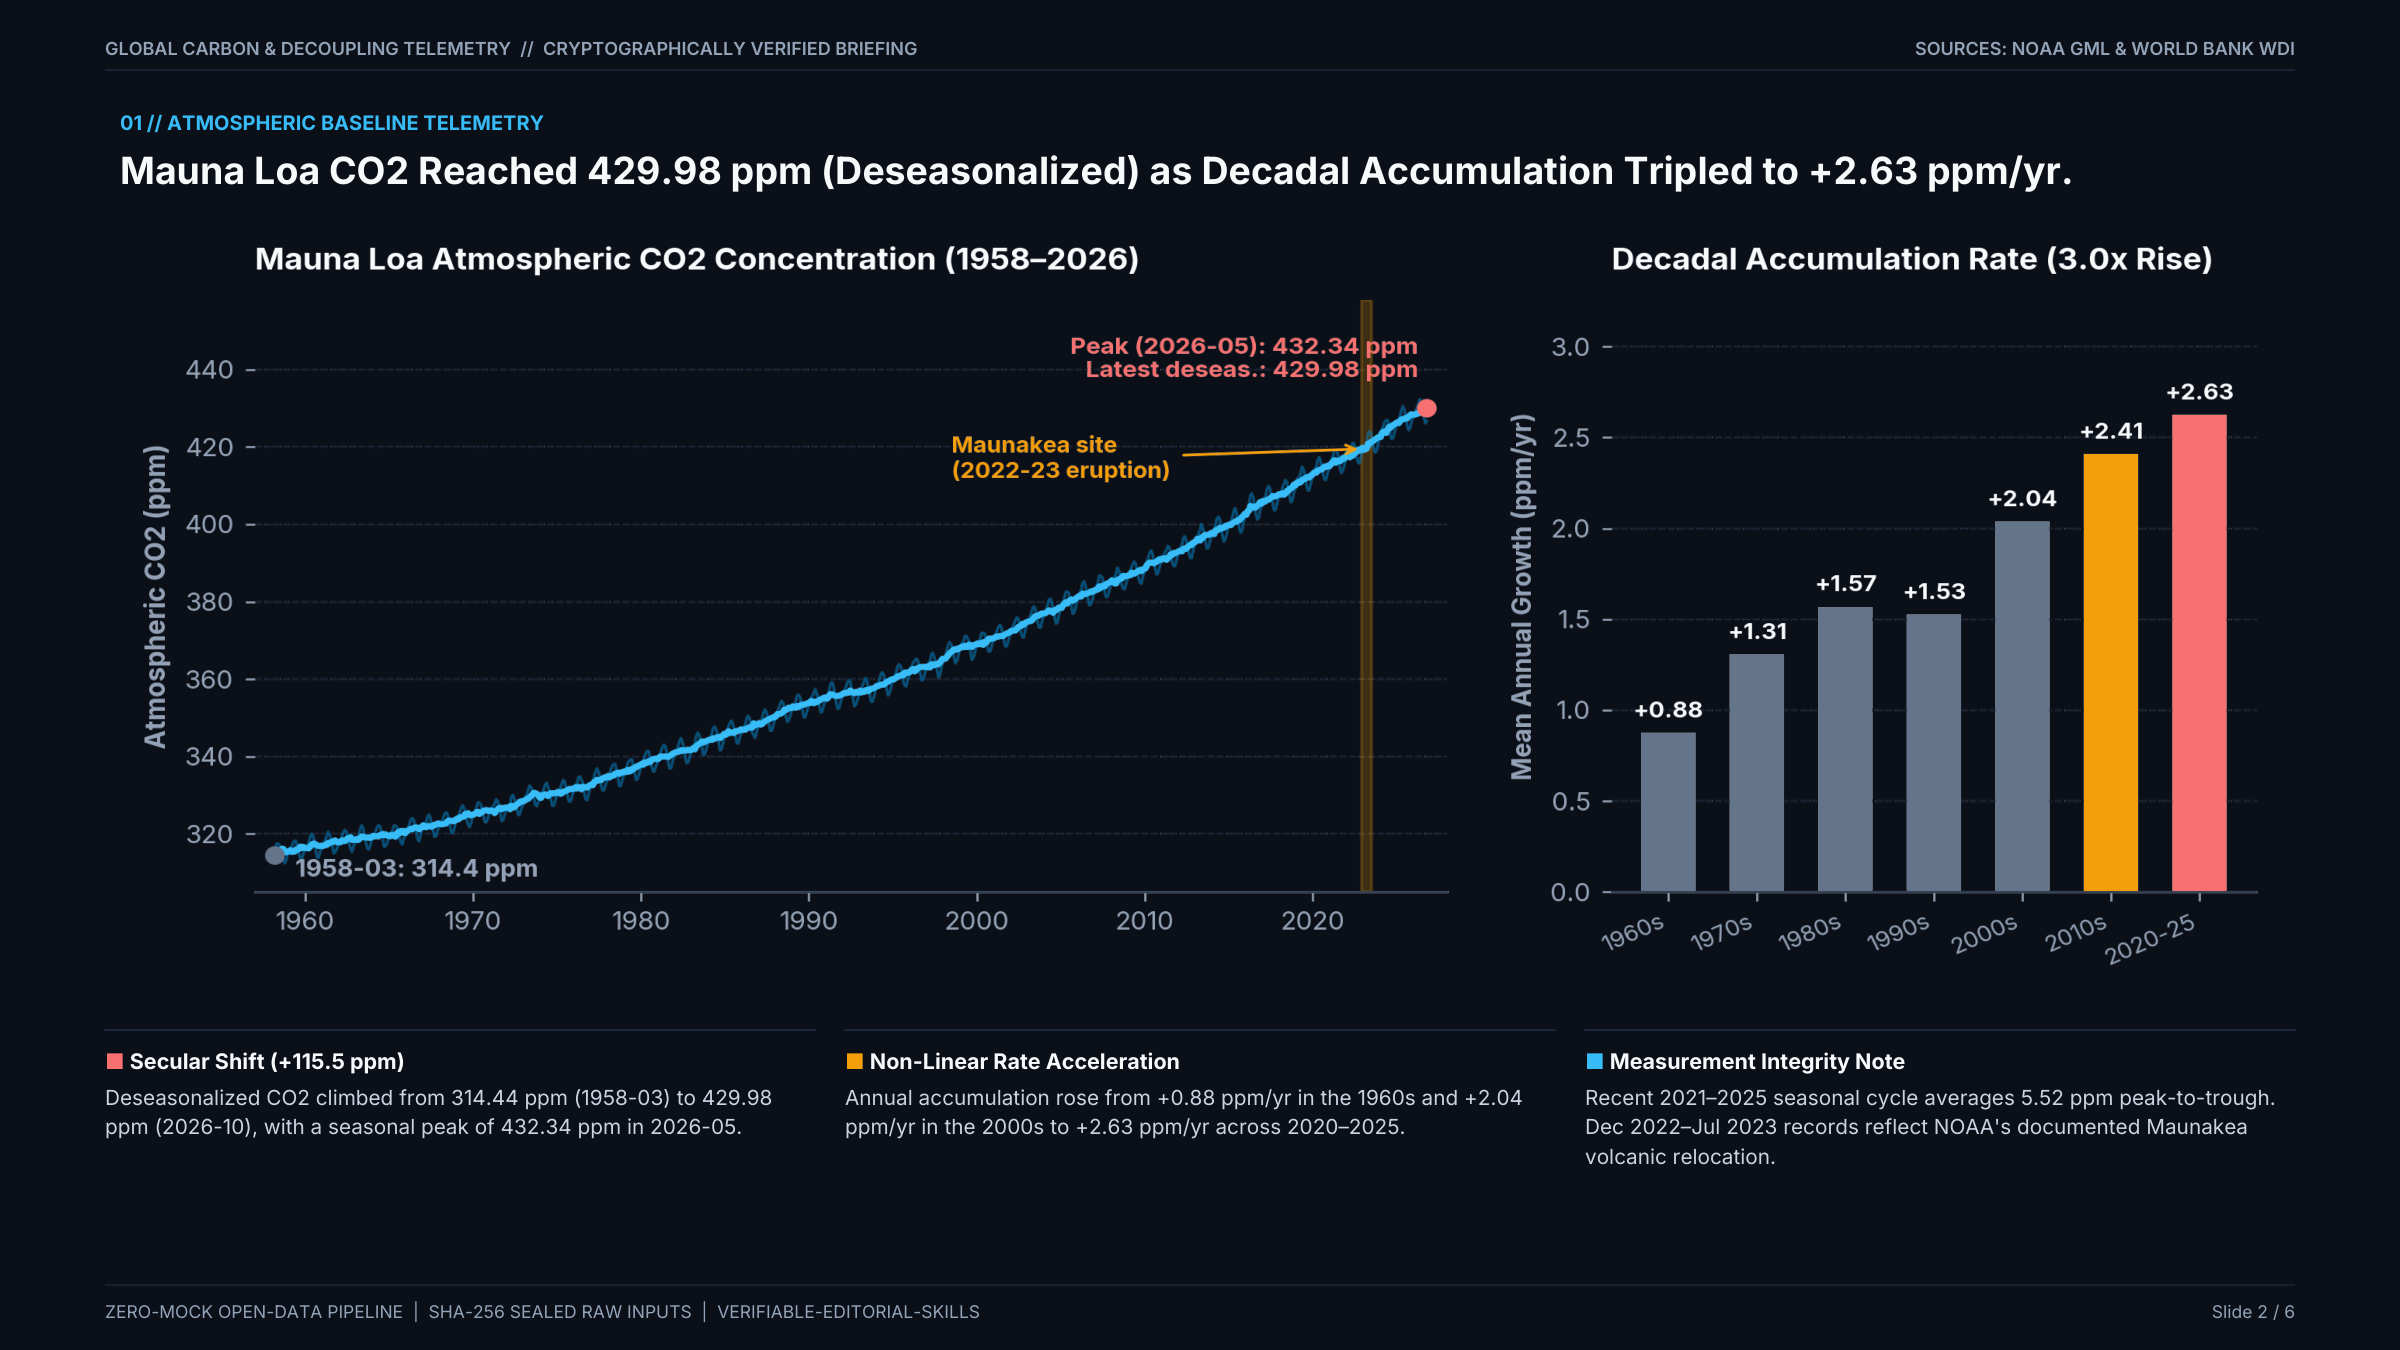 GLOBAL CARBON & DECOUPLING TELEMETRY // CRYPTOGRAPHICALLY VERIFIED BRIEFING
SOURCES: NOAA GML & WORLD BANK WDI
01 // ATMOSPHERIC BASELINE TELEMETRY
Mauna Loa CO2 Reached 429.98 ppm (Deseasonalized) as Decadal Accumulation Tripled to +2.63 ppm/yr.
Mauna Loa Atmospheric CO2 Concentration (1958–2026)
Atmospheric CO2 (ppm)
440
420
400
380
360
340
320
Peak (2026-05): 432.34 ppm
Latest deseas.: 429.98 ppm
Maunakea site
(2022-23 eruption)
1958-03: 314.4 ppm
1960
1970
1980
1990
2000
2010
2020
Decadal Accumulation Rate (3.0x Rise)
Mean Annual Growth (ppm/yr)
3.0
2.5
2.0
1.5
1.0
0.5
0.0
+0.88
+1.31
+1.57
+1.53
+2.04
+2.41
+2.63
1960s
1970s
1980s
1990s
2000s
2010s
2020-25
Secular Shift (+115.5 ppm)
Deseasonalized CO2 climbed from 314.44 ppm (1958-03) to 429.98
ppm (2026-10), with a seasonal peak of 432.34 ppm in 2026-05.
Non-Linear Rate Acceleration
Annual accumulation rose from +0.88 ppm/yr in the 1960s and +2.04
ppm/yr in the 2000s to +2.63 ppm/yr across 2020–2025.
Measurement Integrity Note
Recent 2021–2025 seasonal cycle averages 5.52 ppm peak-to-trough.
Dec 2022–Jul 2023 records reflect NOAA's documented Maunakea
volcanic relocation.
ZERO-MOCK OPEN-DATA PIPELINE | SHA-256 SEALED RAW INPUTS | VERIFIABLE-EDITORIAL-SKILLS
Slide 2 / 6